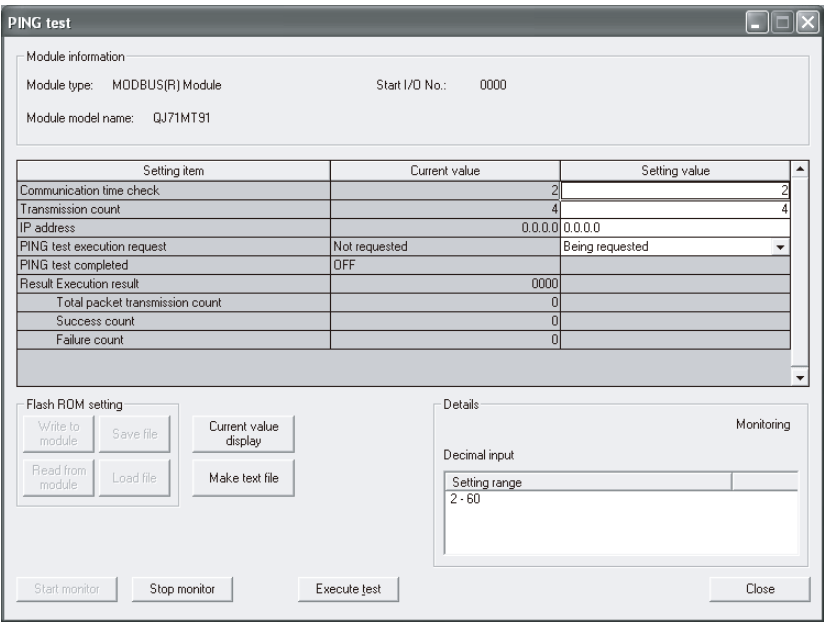 PING test
Module information
Module type: MODBUS(R) Module Start I/O No.: 0000
Module model name: QJ71MT91
Setting item Current value Setting value
Communication time check 2 2
Transmission count 4 4
IP address 0.0.0.0 0.0.0.0
PING test execution request Not requested Being requested
PING test completed OFF
Result Execution result 0000
Total packet transmission count 0
Success count 0
Failure count 0
Flash ROM setting
Write to
module
Save file
Read from
module
Load file
Current value
display
Make text file
Details
Monitoring
Decimal input
Setting range
2 - 60
Start monitor Stop monitor Execute test Close